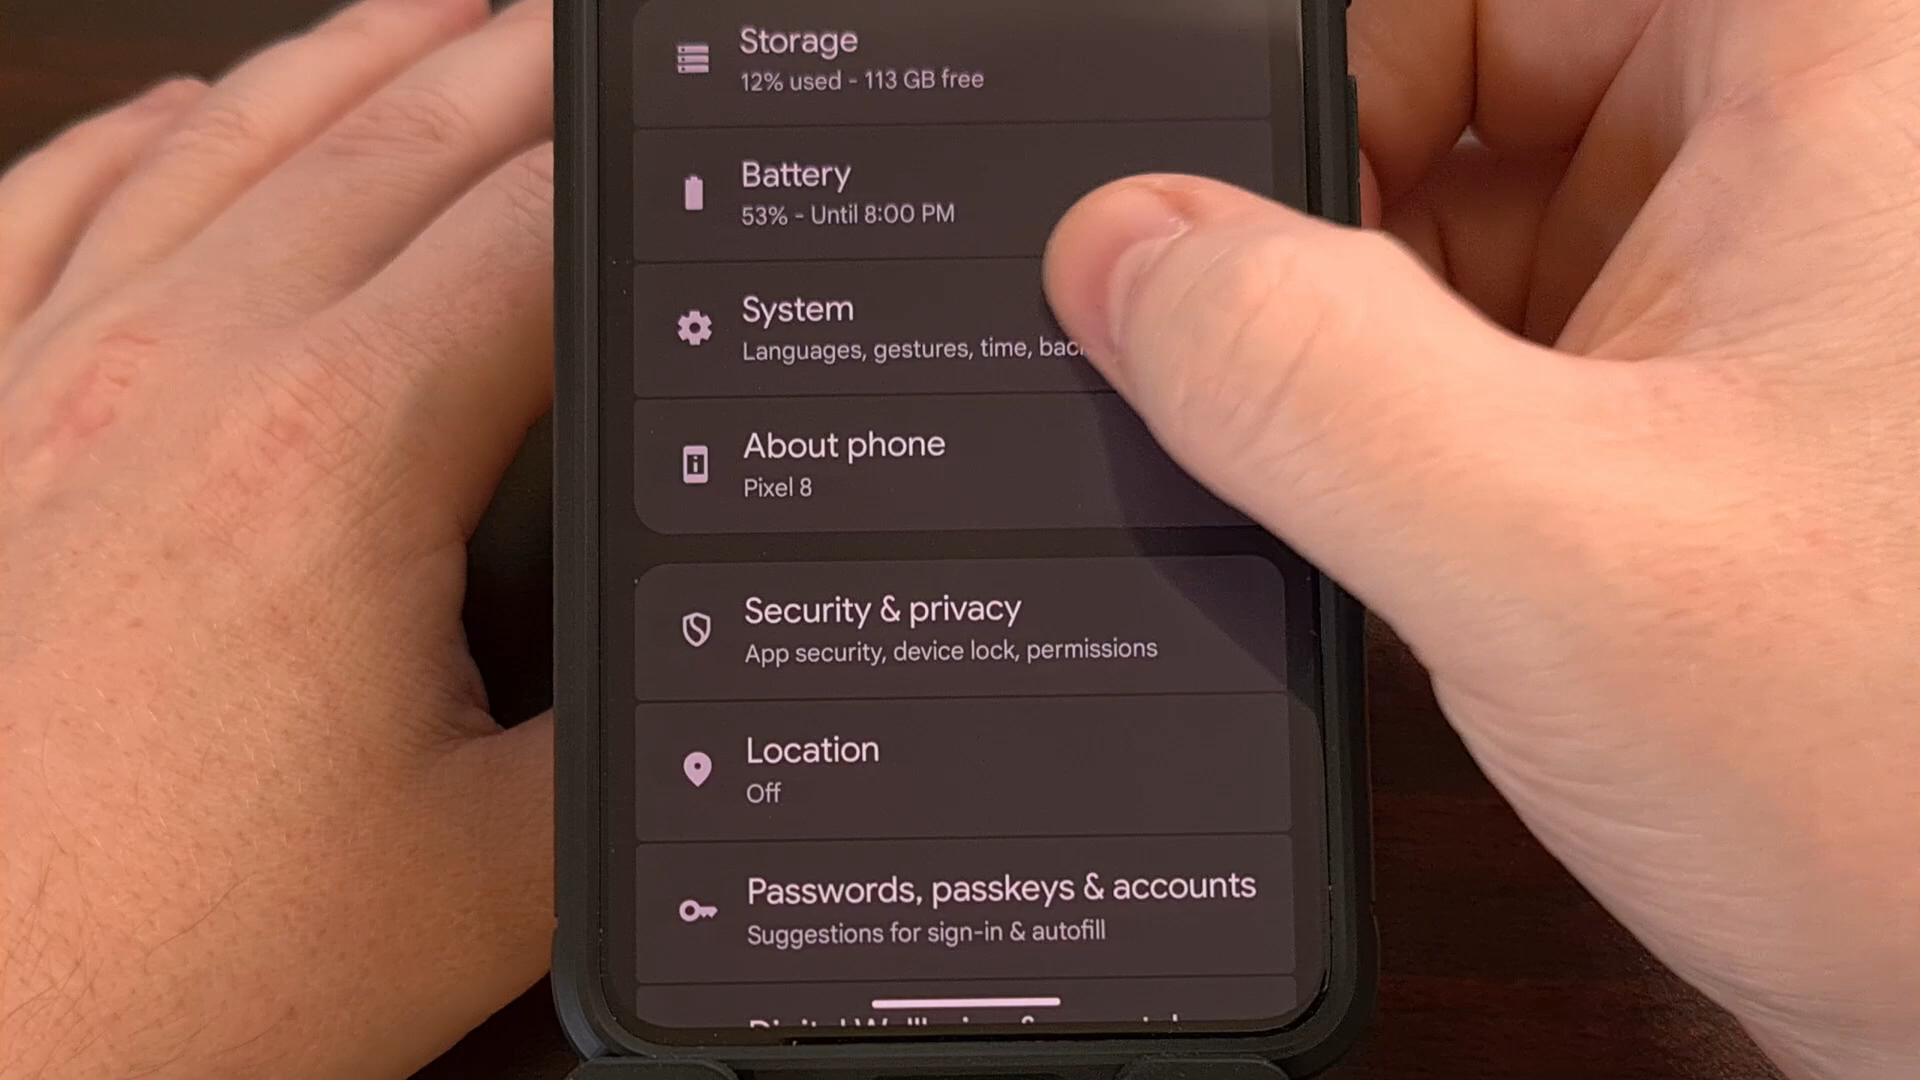 Storage
12% used - 113 GB free
Battery
53% - Until 8:00 PM
System
Languages, gestures, time,
About phone
Pixel 8
Security & privacy
App security, device lock, permissions
Location
Off
Passwords, passkeys & accounts
Suggestions for sign-in & autofill